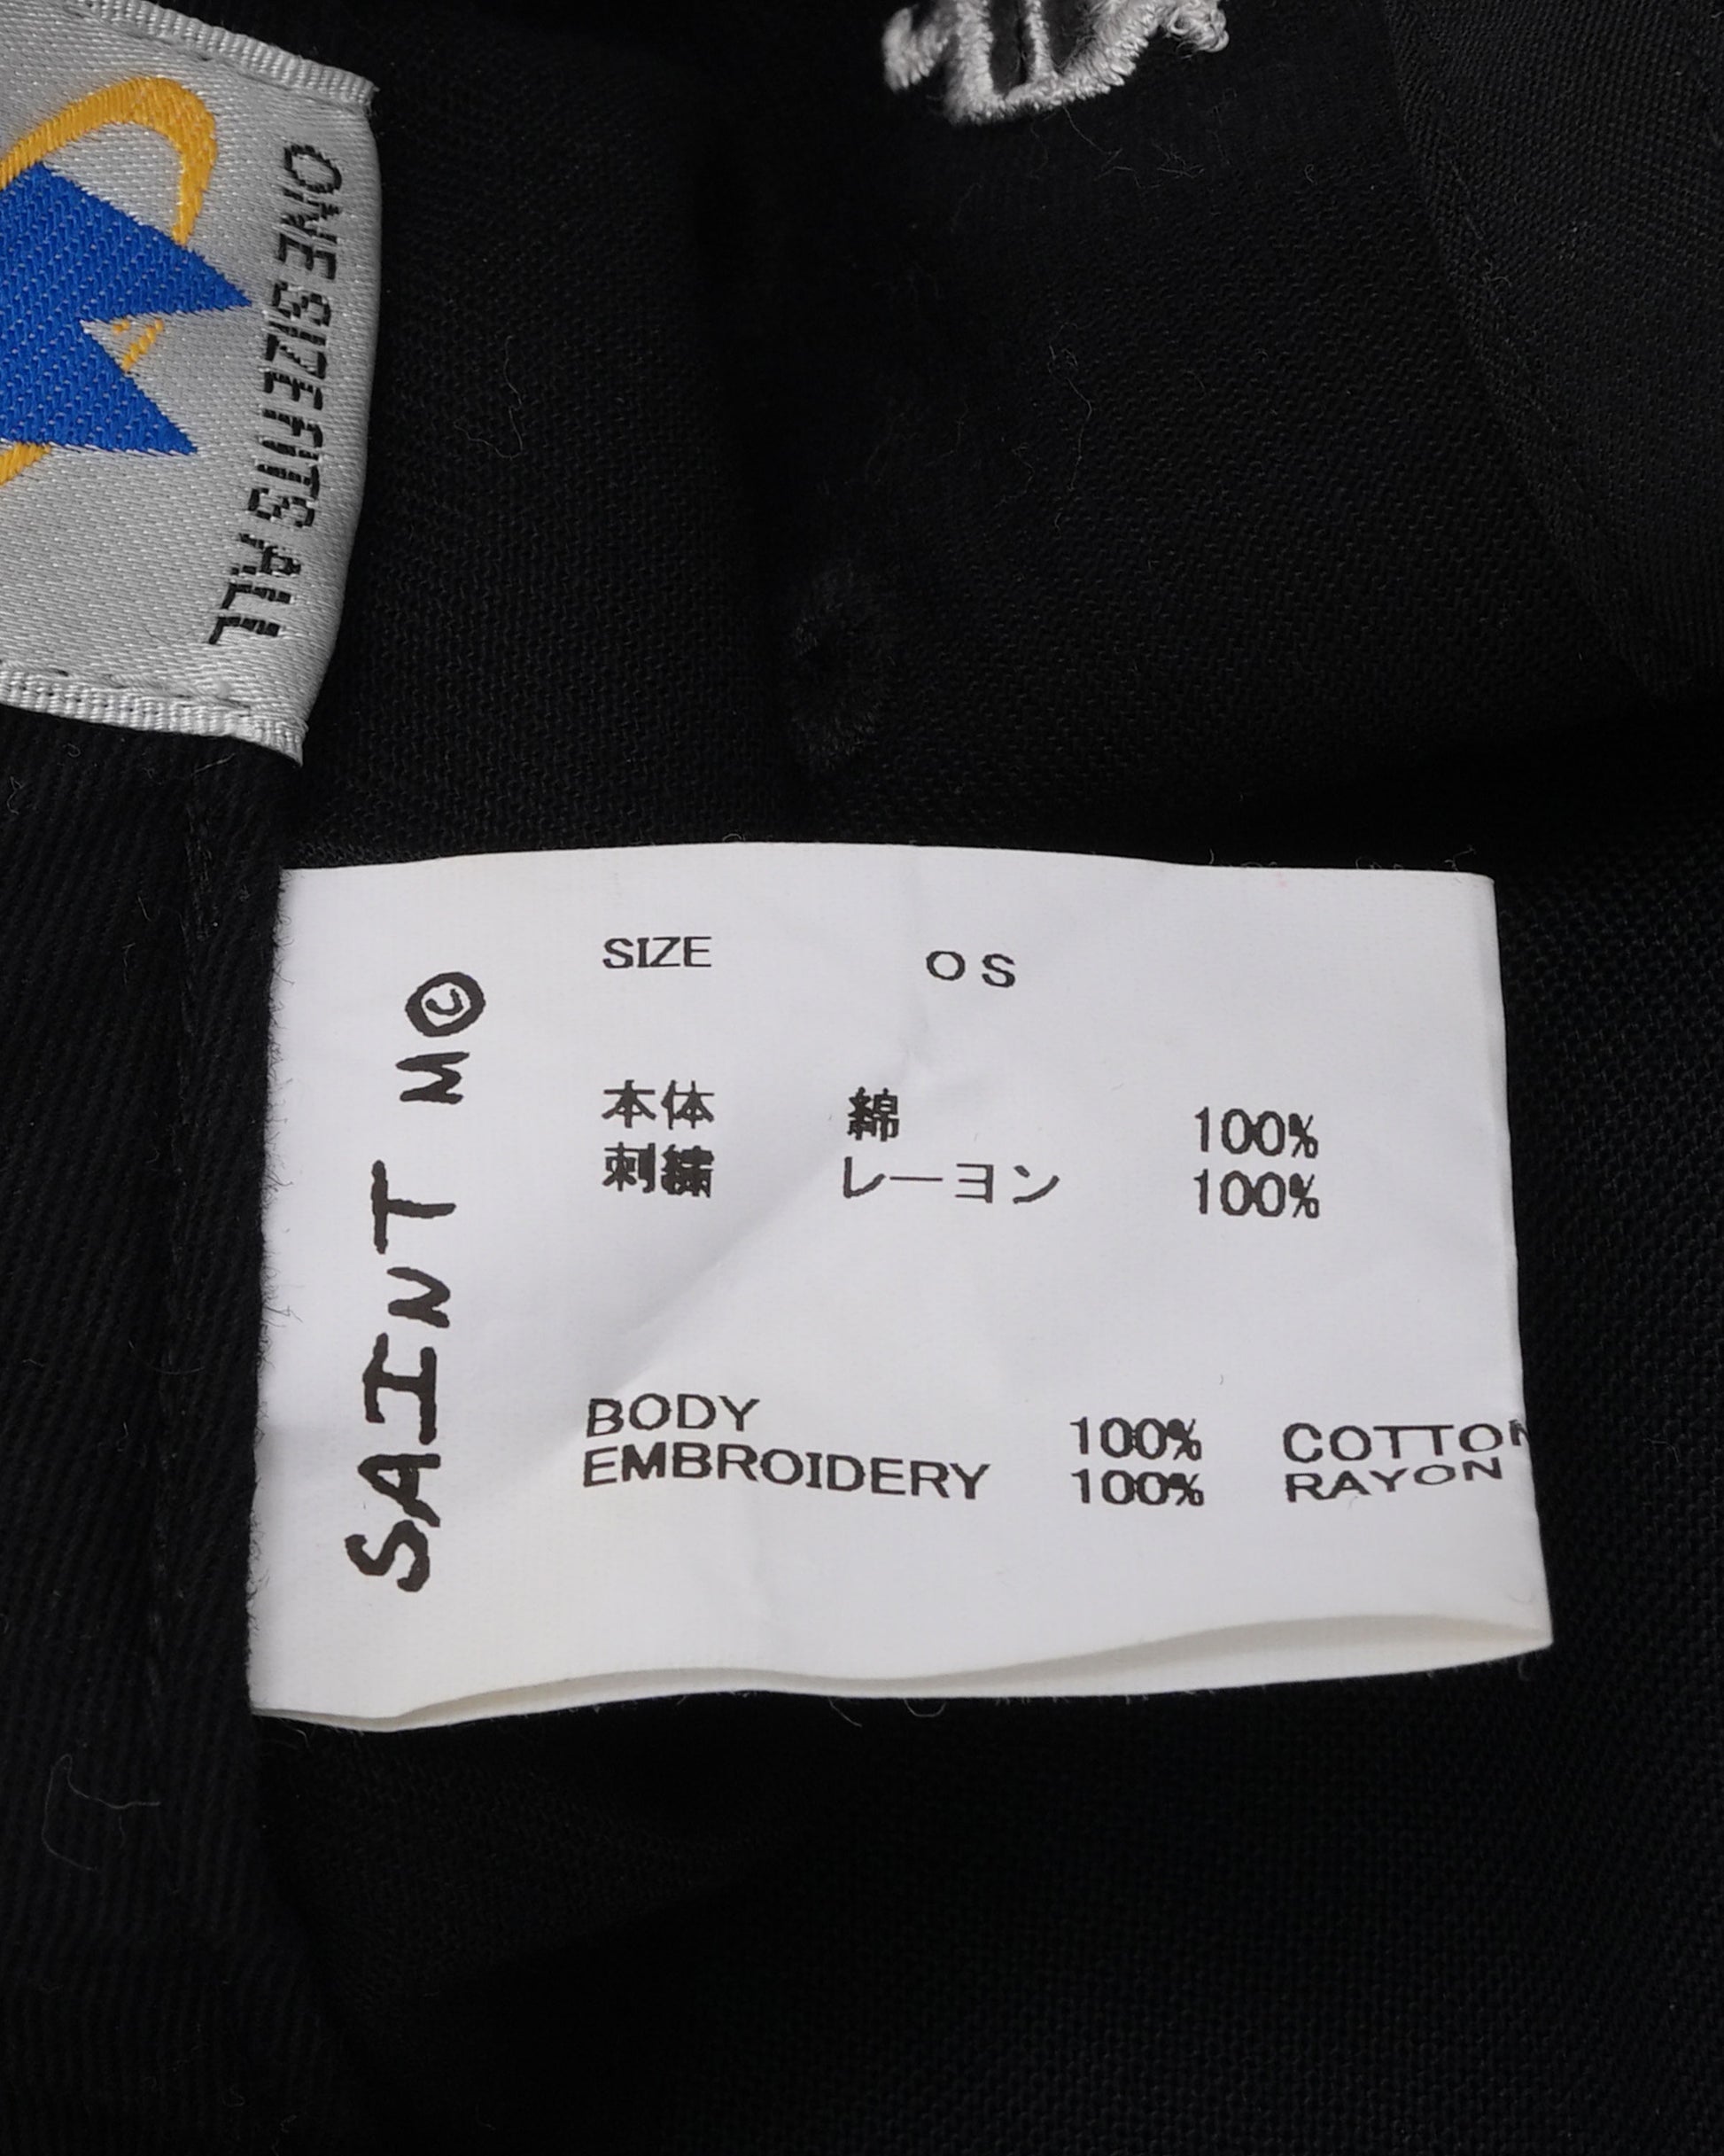 ONE SIZE FITS ALL
SAINT M©
SIZE OS
本体 綿 100%
刺繍 レーヨン 100%
BODY 100% COTTON
EMBROIDERY 100% RAYON